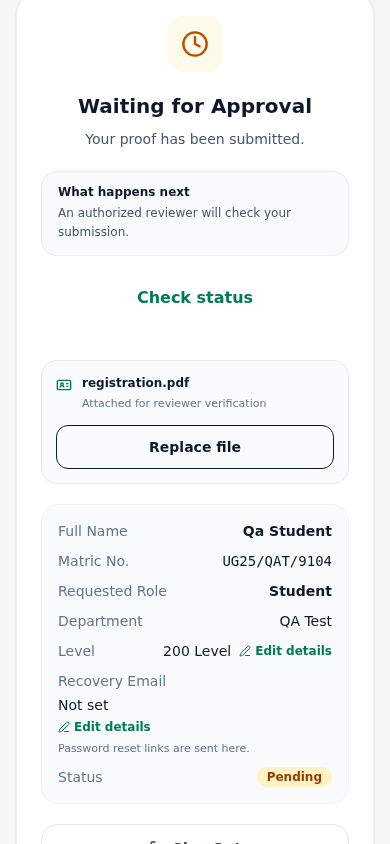 Waiting for Approval
Your proof has been submitted.
What happens next
An authorized reviewer will check your
submission.
Check status
registration.pdf
Attached for reviewer verification
Replace file
Full Name Qa Student
Matric No. UG25/QAT/9104
Requested Role Student
Department QA Test
Level 200 Level Edit details
Recovery Email
Not set
Edit details
Password reset links are sent here.
Status Pending